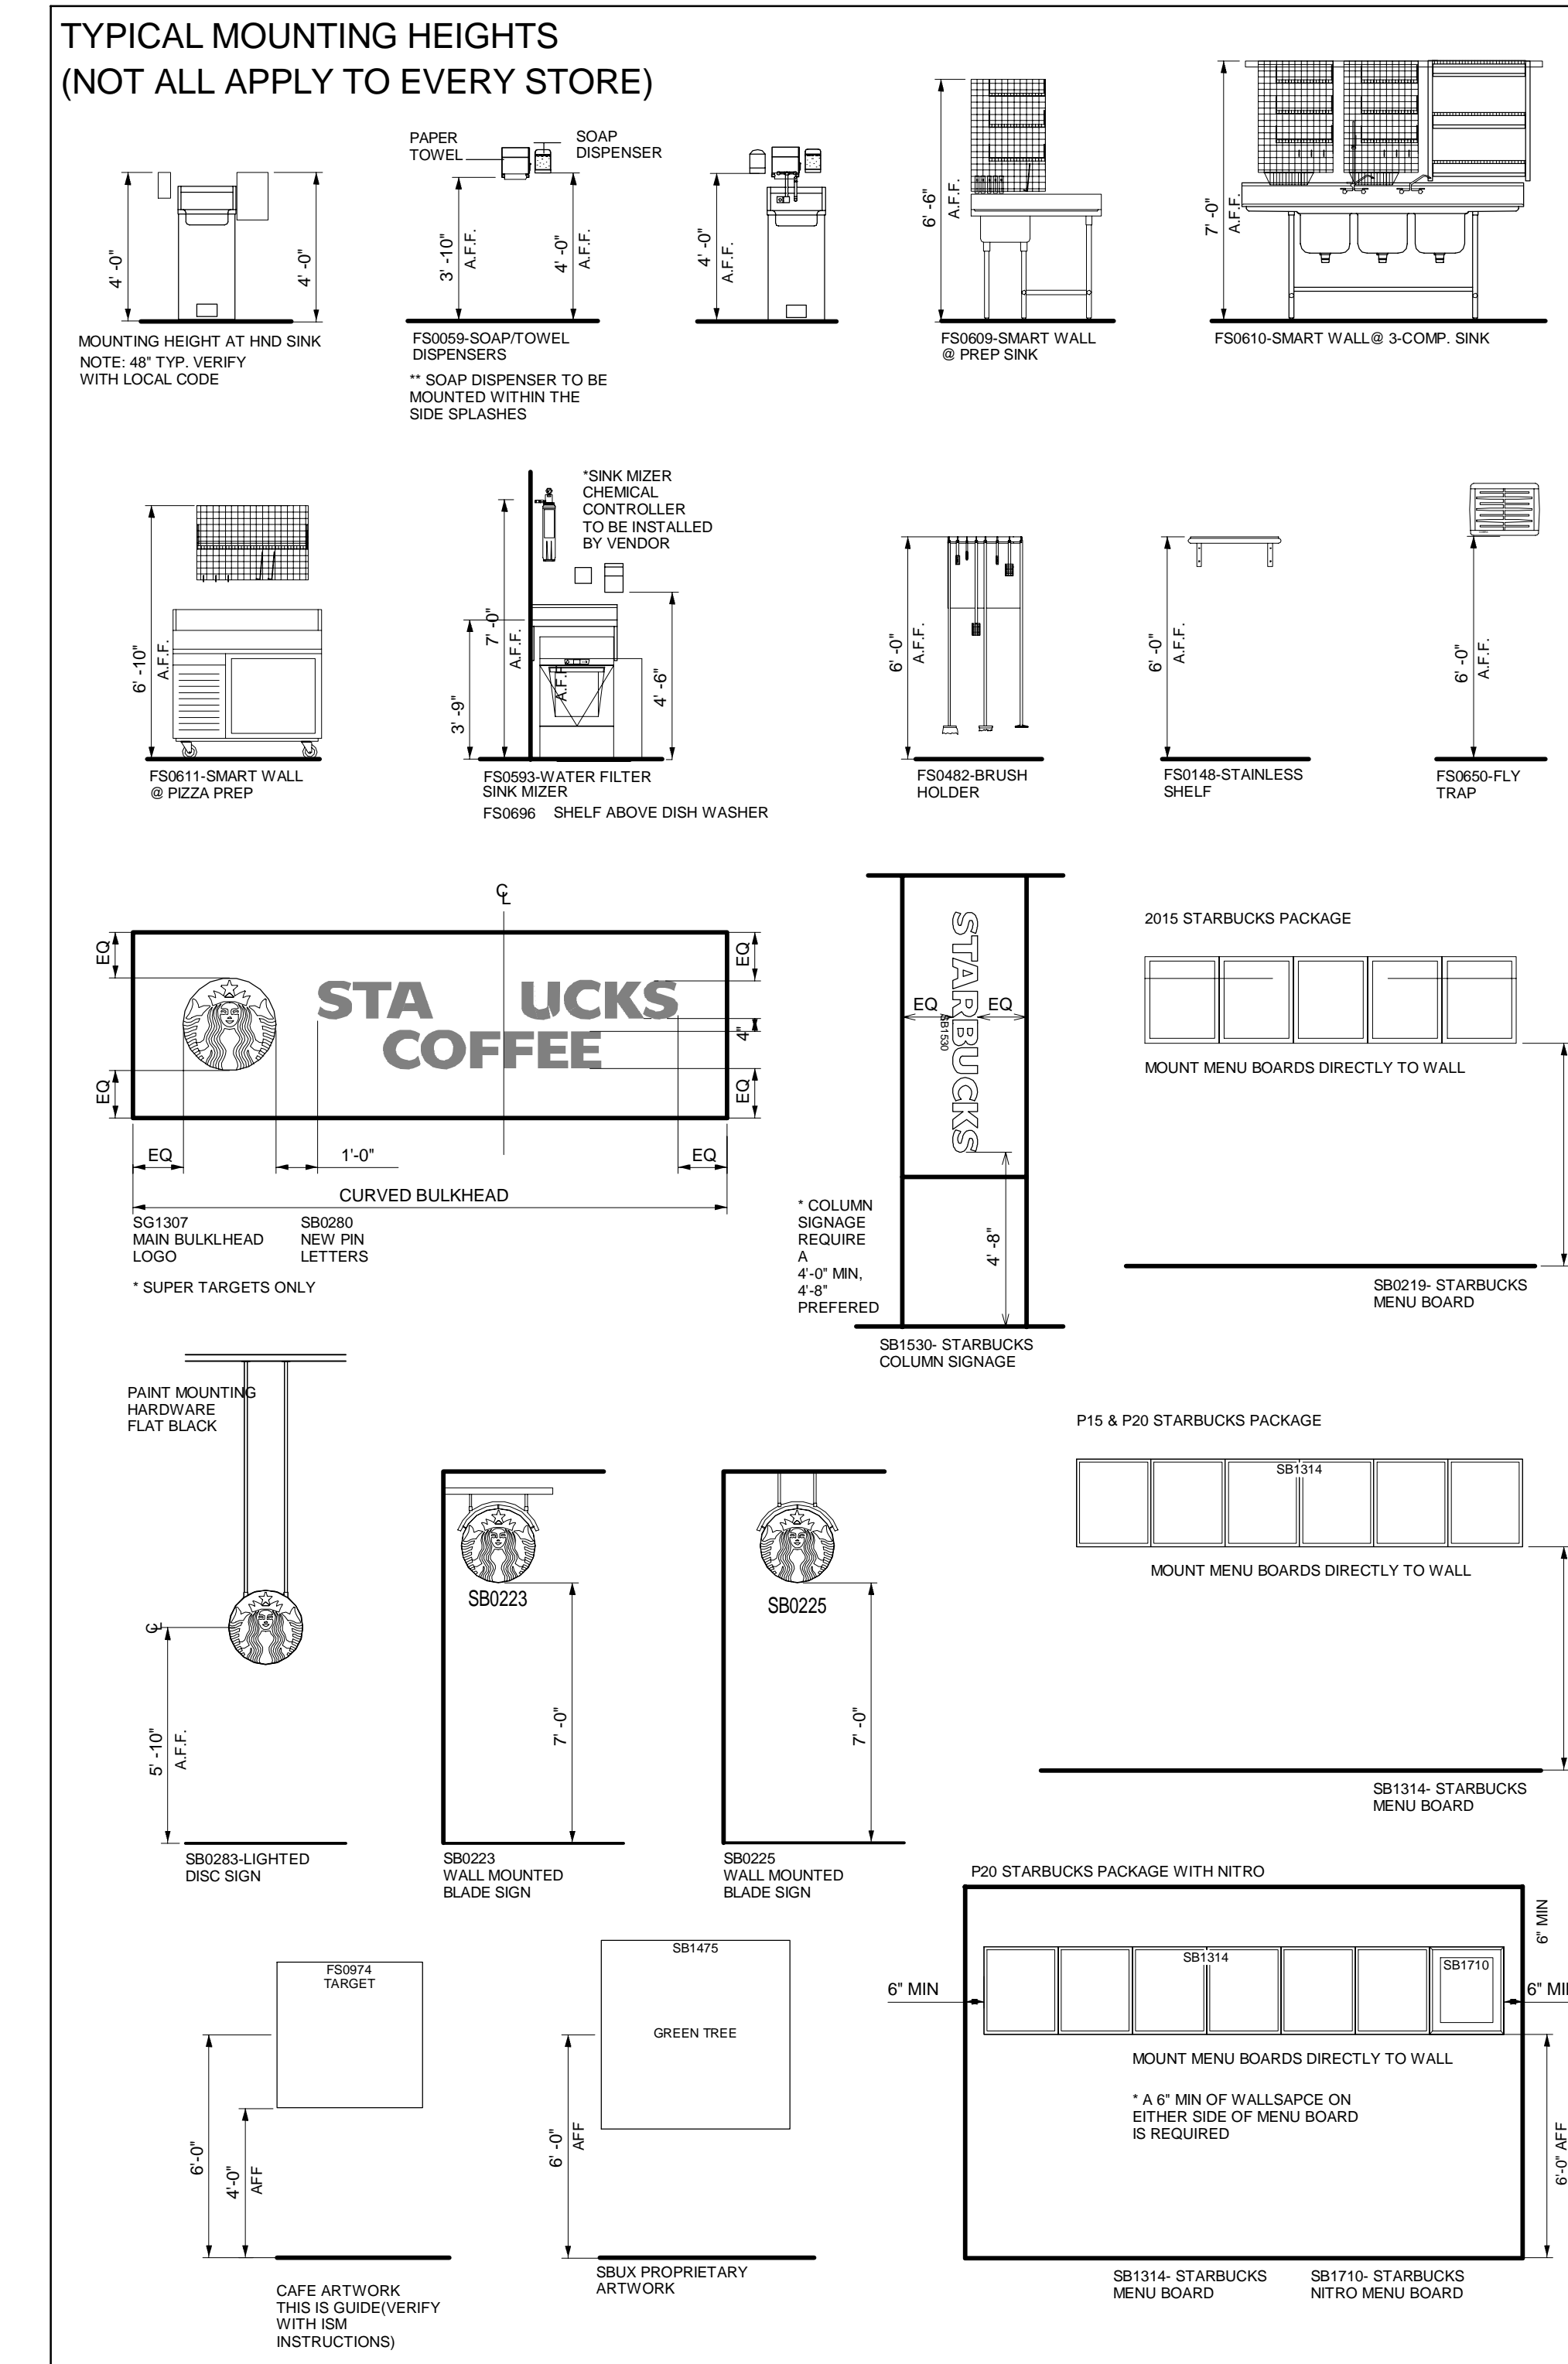 TYPICAL MOUNTING HEIGHTS
(NOT ALL APPLY TO EVERY STORE)
4' -0"
4' -0"
MOUNTING HEIGHT AT HND SINK
NOTE: 48" TYP. VERIFY
WITH LOCAL CODE
PAPER
TOWEL
SOAP
DISPENSER
3' -10"
A.F.F.
4' -0"
A.F.F.
FS0059-SOAP/TOWEL
DISPENSERS
** SOAP DISPENSER TO BE
MOUNTED WITHIN THE
SIDE SPLASHES
4' -0"
A.F.F.
6' -6"
A.F.F.
FS0609-SMART WALL
@ PREP SINK
7' -0"
A.F.F.
FS0610-SMART WALL@ 3-COMP. SINK
6' -10"
A.F.F.
FS0611-SMART WALL
@ PIZZA PREP
*SINK MIZER
CHEMICAL
CONTROLLER
TO BE INSTALLED
BY VENDOR
3' -9"
7' -0"
A.F.F.
A.F.F.
4' -6"
FS0593-WATER FILTER
SINK MIZER
FS0696 SHELF ABOVE DISH WASHER
6' -0"
A.F.F.
FS0482-BRUSH
HOLDER
6' -0"
A.F.F.
FS0148-STAINLESS
SHELF
6' -0"
A.F.F.
FS0650-FLY
TRAP
CL
EQ
EQ
STA UCKS
COFFEE
4"
EQ
EQ
EQ
1'-0"
EQ
CURVED BULKHEAD
SG1307
MAIN BULKLHEAD
LOGO
SB0280
NEW PIN
LETTERS
* SUPER TARGETS ONLY
STARBUCKS
EQ
EQ
SB1530
4' -8"
* COLUMN
SIGNAGE
REQUIRE
A
4'-0" MIN,
4'-8"
PREFERED
SB1530- STARBUCKS
COLUMN SIGNAGE
2015 STARBUCKS PACKAGE
MOUNT MENU BOARDS DIRECTLY TO WALL
SB0219- STARBUCKS
MENU BOARD
PAINT MOUNTING
HARDWARE
FLAT BLACK
CL
5' -10"
A.F.F.
SB0283-LIGHTED
DISC SIGN
SB0223
7' -0"
SB0223
WALL MOUNTED
BLADE SIGN
SB0225
7' -0"
SB0225
WALL MOUNTED
BLADE SIGN
P15 & P20 STARBUCKS PACKAGE
SB1314
MOUNT MENU BOARDS DIRECTLY TO WALL
SB1314- STARBUCKS
MENU BOARD
FS0974
TARGET
6'-0"
4'-0"
AFF
CAFE ARTWORK
THIS IS GUIDE(VERIFY
WITH ISM
INSTRUCTIONS)
SB1475
GREEN TREE
6' -0"
AFF
SBUX PROPRIETARY
ARTWORK
P20 STARBUCKS PACKAGE WITH NITRO
6" MIN
SB1314
SB1710
6" MIN
6" MI
MOUNT MENU BOARDS DIRECTLY TO WALL
* A 6" MIN OF WALLSAPCE ON
EITHER SIDE OF MENU BOARD
IS REQUIRED
6'-0" AFF
SB1314- STARBUCKS
MENU BOARD
SB1710- STARBUCKS
NITRO MENU BOARD